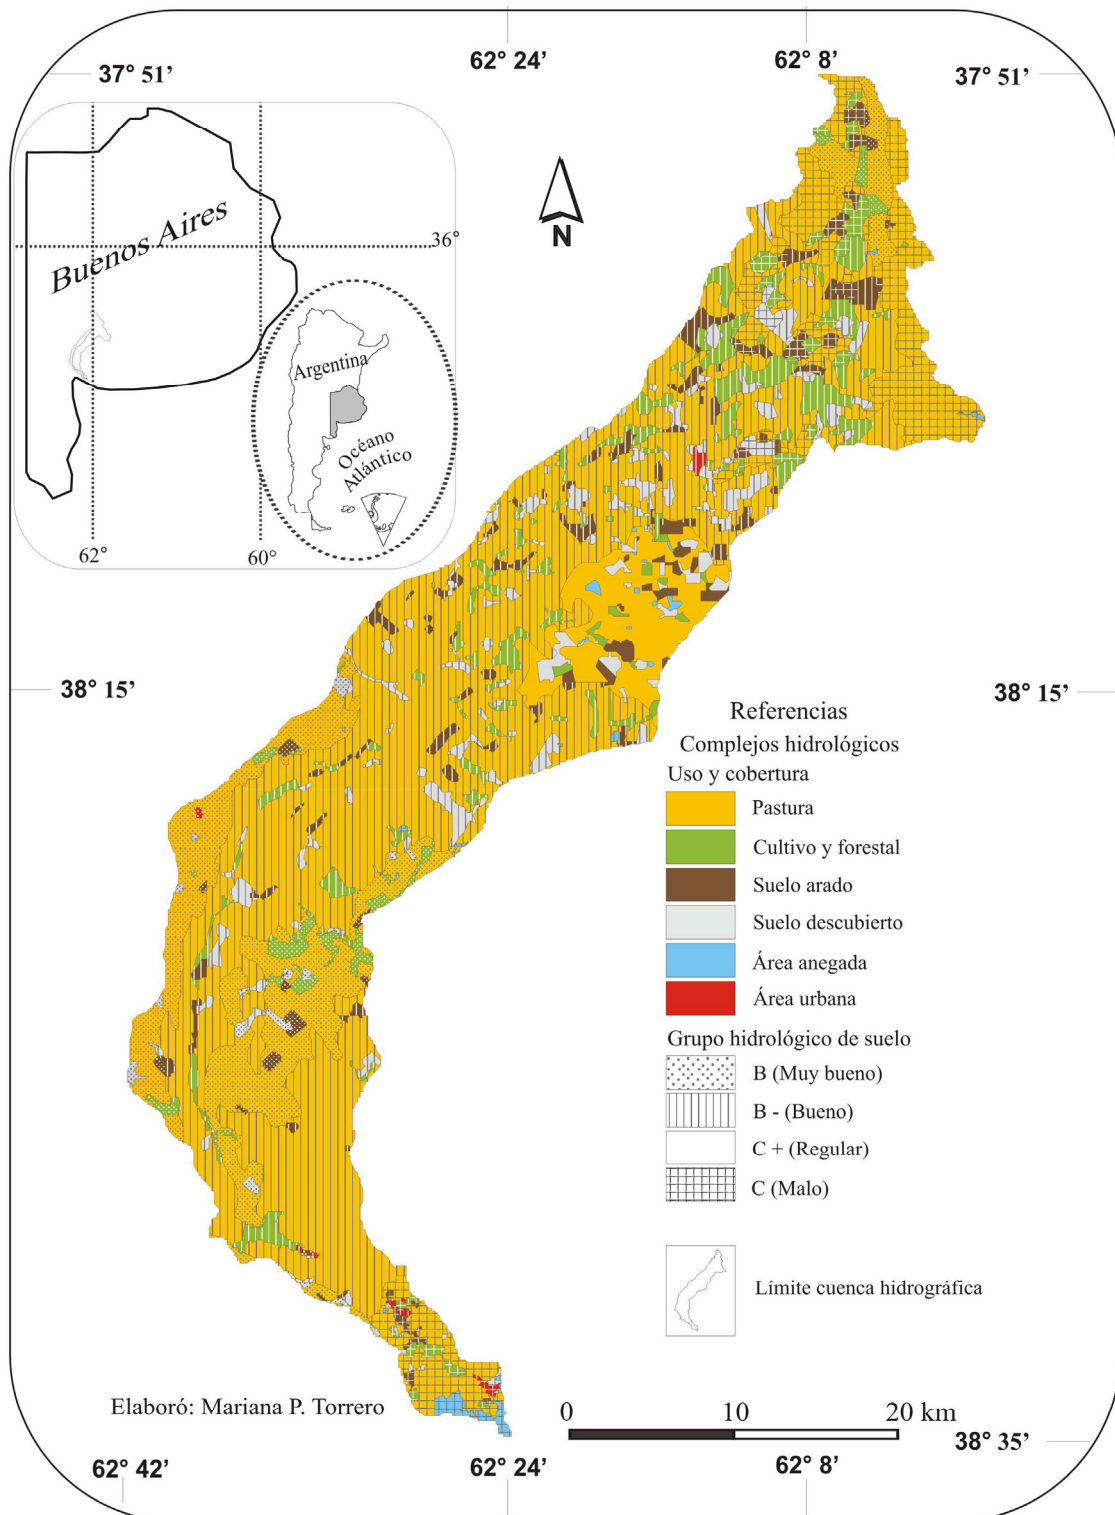 62° 24’
62° 8’
37° 51’
37° 51’
Buenos Aires
36°
N
Argentina
Océano
Atlántico
62°
60°
38° 15’
38° 15’
Referencias
Complejos hidrológicos
Uso y cobertura
Pastura
Cultivo y forestal
Suelo arado
Suelo descubierto
Área anegada
Área urbana
Grupo hidrológico de suelo
B (Muy bueno)
B - (Bueno)
C + (Regular)
C (Malo)
Límite cuenca hidrográfica
Elaboró: Mariana P. Torrero
0 10 20 km
38° 35’
62° 42’
62° 24’
62° 8’